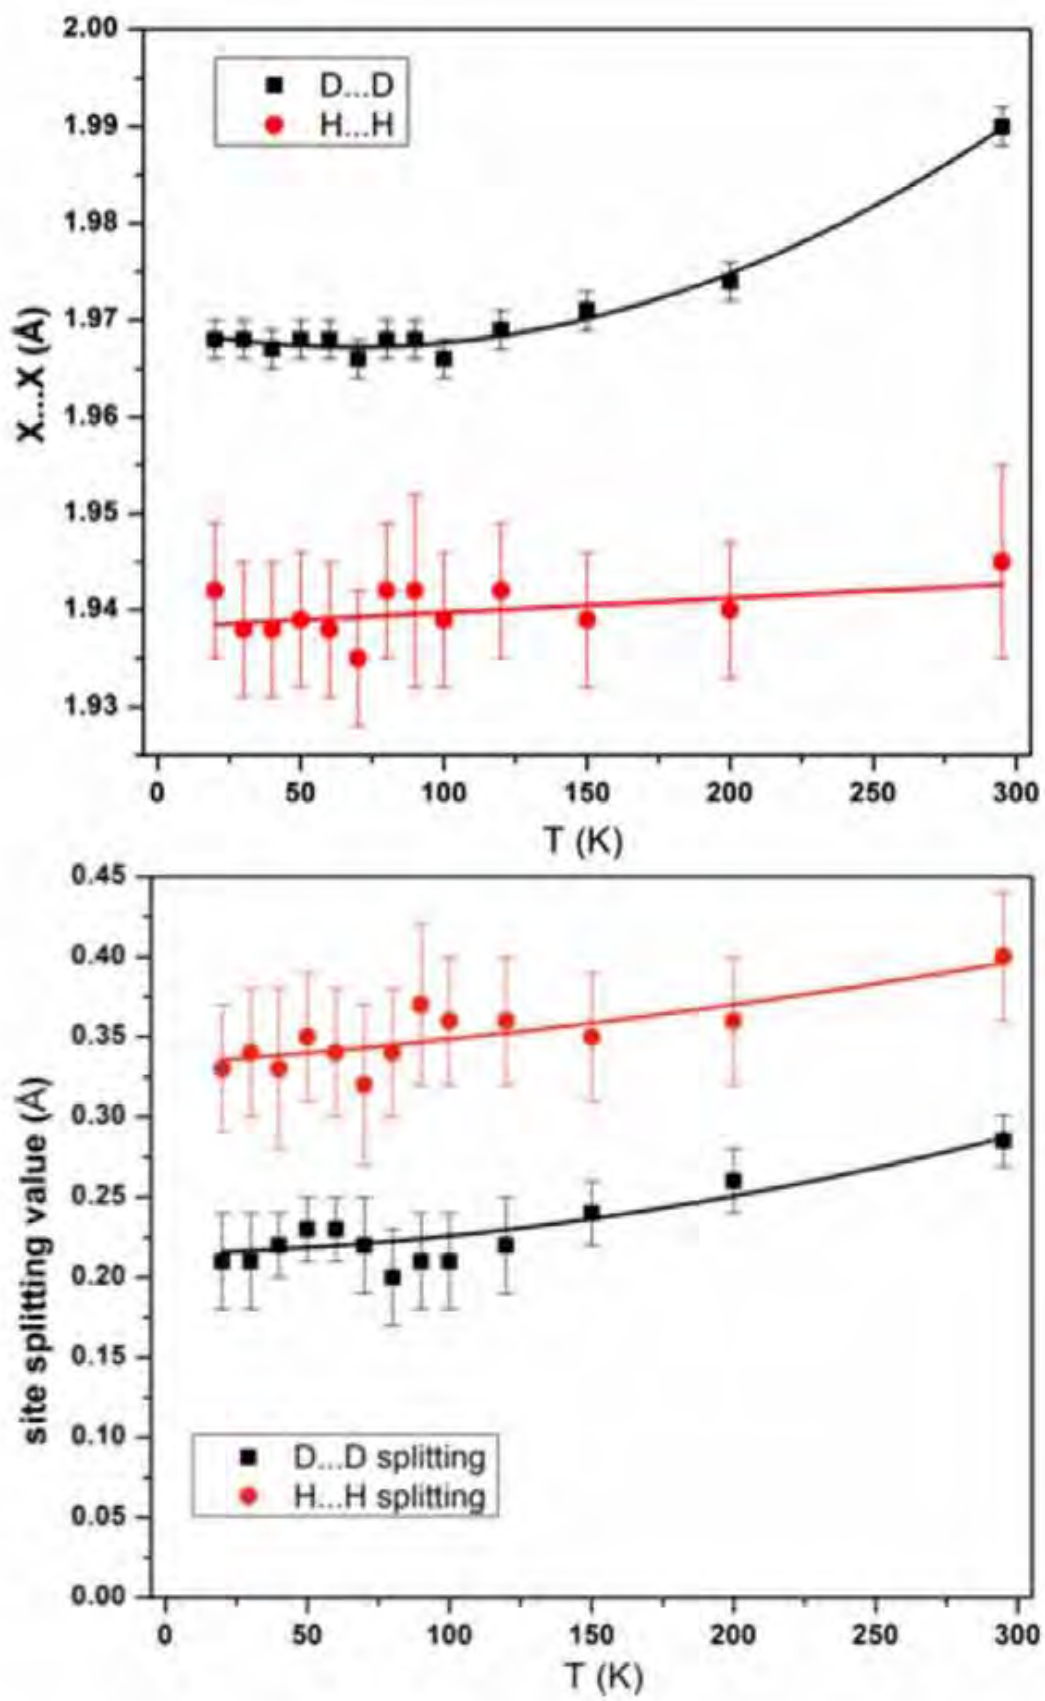 2.00
1.99
1.98
1.97
1.96
1.95
1.94
1.93
X...X (Å)
D...D
H...H
0 50 100 150 200 250 300
T (K)
0.45
0.40
0.35
0.30
0.25
0.20
0.15
0.10
0.05
0.00
site splitting value (Å)
D...D splitting
H...H splitting
0 50 100 150 200 250 300
T (K)